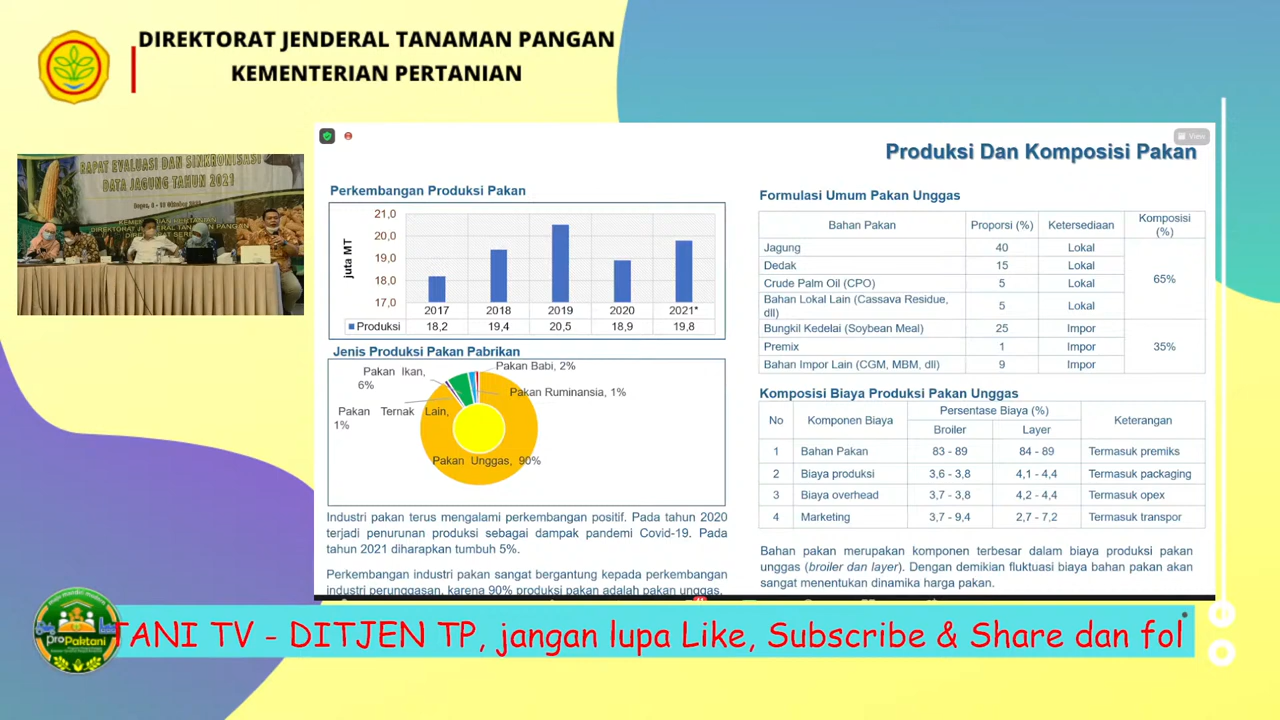 DIREKTORAT JENDERAL TANAMAN PANGAN
KEMENTERIAN PERTANIAN
RAPAT EVALUASI DAN SINKRONISASI
DATA JAGUNG TAHUN 2021
DIREKTORAT JENDERAL TANAMAN PANGAN
View
Produksi Dan Komposisi Pakan
Perkembangan Produksi Pakan
juta MT
21,0
20,0
19,0
18,0
17,0
2017 2018 2019 2020 2021*
Produksi 18,2 19,4 20,5 18,9 19,8
Jenis Produksi Pakan Pabrikan
Pakan Babi, 2%
Pakan Ikan,
6%
Pakan Ruminansia, 1%
Pakan Ternak Lain,
1%
Pakan Unggas, 90%
Industri pakan terus mengalami perkembangan positif. Pada tahun 2020
terjadi penurunan produksi sebagai dampak pandemi Covid-19. Pada
tahun 2021 diharapkan tumbuh 5%.
Perkembangan industri pakan sangat bergantung kepada perkembangan
industri perunggasan, karena 90% produksi pakan adalah pakan unggas.
Formulasi Umum Pakan Unggas
Bahan Pakan Proporsi (%) Ketersediaan Komposisi
(%)
Jagung 40 Lokal
Dedak 15 Lokal
65%
Crude Palm Oil (CPO) 5 Lokal
Bahan Lokal Lain (Cassava Residue,
dll) 5 Lokal
Bungkil Kedelai (Soybean Meal) 25 Impor
Premix 1 Impor 35%
Bahan Impor Lain (CGM, MBM, dll) 9 Impor
Komposisi Biaya Produksi Pakan Unggas
No Komponen Biaya Persentase Biaya (%) Keterangan
Broiler Layer
1 Bahan Pakan 83 - 89 84 - 89 Termasuk premiks
2 Biaya produksi 3,6 - 3,8 4,1 - 4,4 Termasuk packaging
3 Biaya overhead 3,7 - 3,8 4,2 - 4,4 Termasuk opex
4 Marketing 3,7 - 9,4 2,7 - 7,2 Termasuk transpor
Bahan pakan merupakan komponen terbesar dalam biaya produksi pakan
unggas (broiler dan layer). Dengan demikian fluktuasi biaya bahan pakan akan
sangat menentukan dinamika harga pakan.
proPaktani
TANI TV - DITJEN TP, jangan lupa Like, Subscribe & Share dan fol